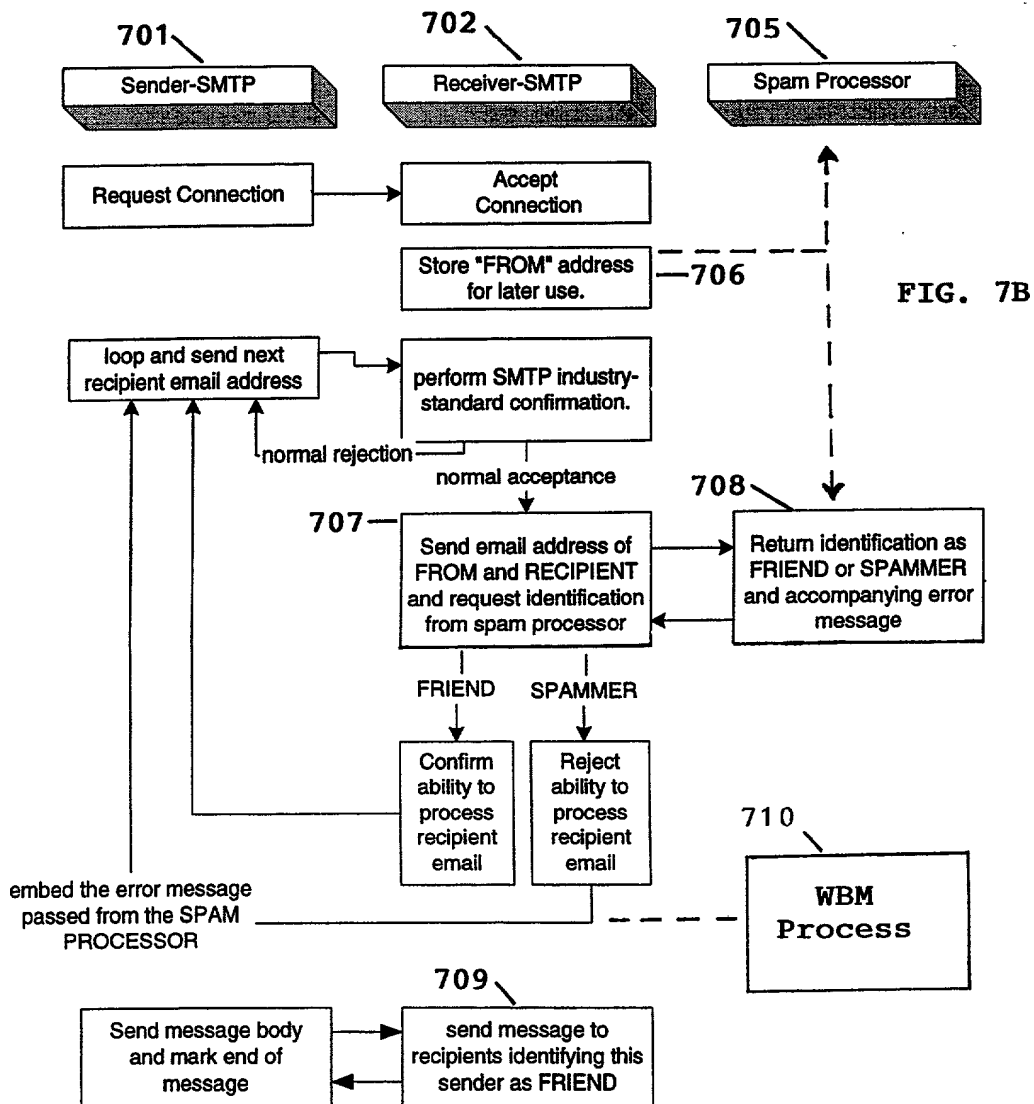 701
702
705
Sender-SMTP
Receiver-SMTP
Spam Processor
Request Connection
Accept
Connection
Store "FROM" address
for later use.
706
FIG. 7B
loop and send next
recipient email address
perform SMTP industry-
standard confirmation.
normal rejection
normal acceptance
707
708
Send email address of
FROM and RECIPIENT
and request identification
from spam processor
Return identification as
FRIEND or SPAMMER
and accompanying error
message
FRIEND
SPAMMER
Confirm
ability to
process
recipient
email
Reject
ability to
process
recipient
email
710
WBM
Process
embed the error message
passed from the SPAM
PROCESSOR
709
Send message body
and mark end of
message
send message to
recipients identifying this
sender as FRIEND